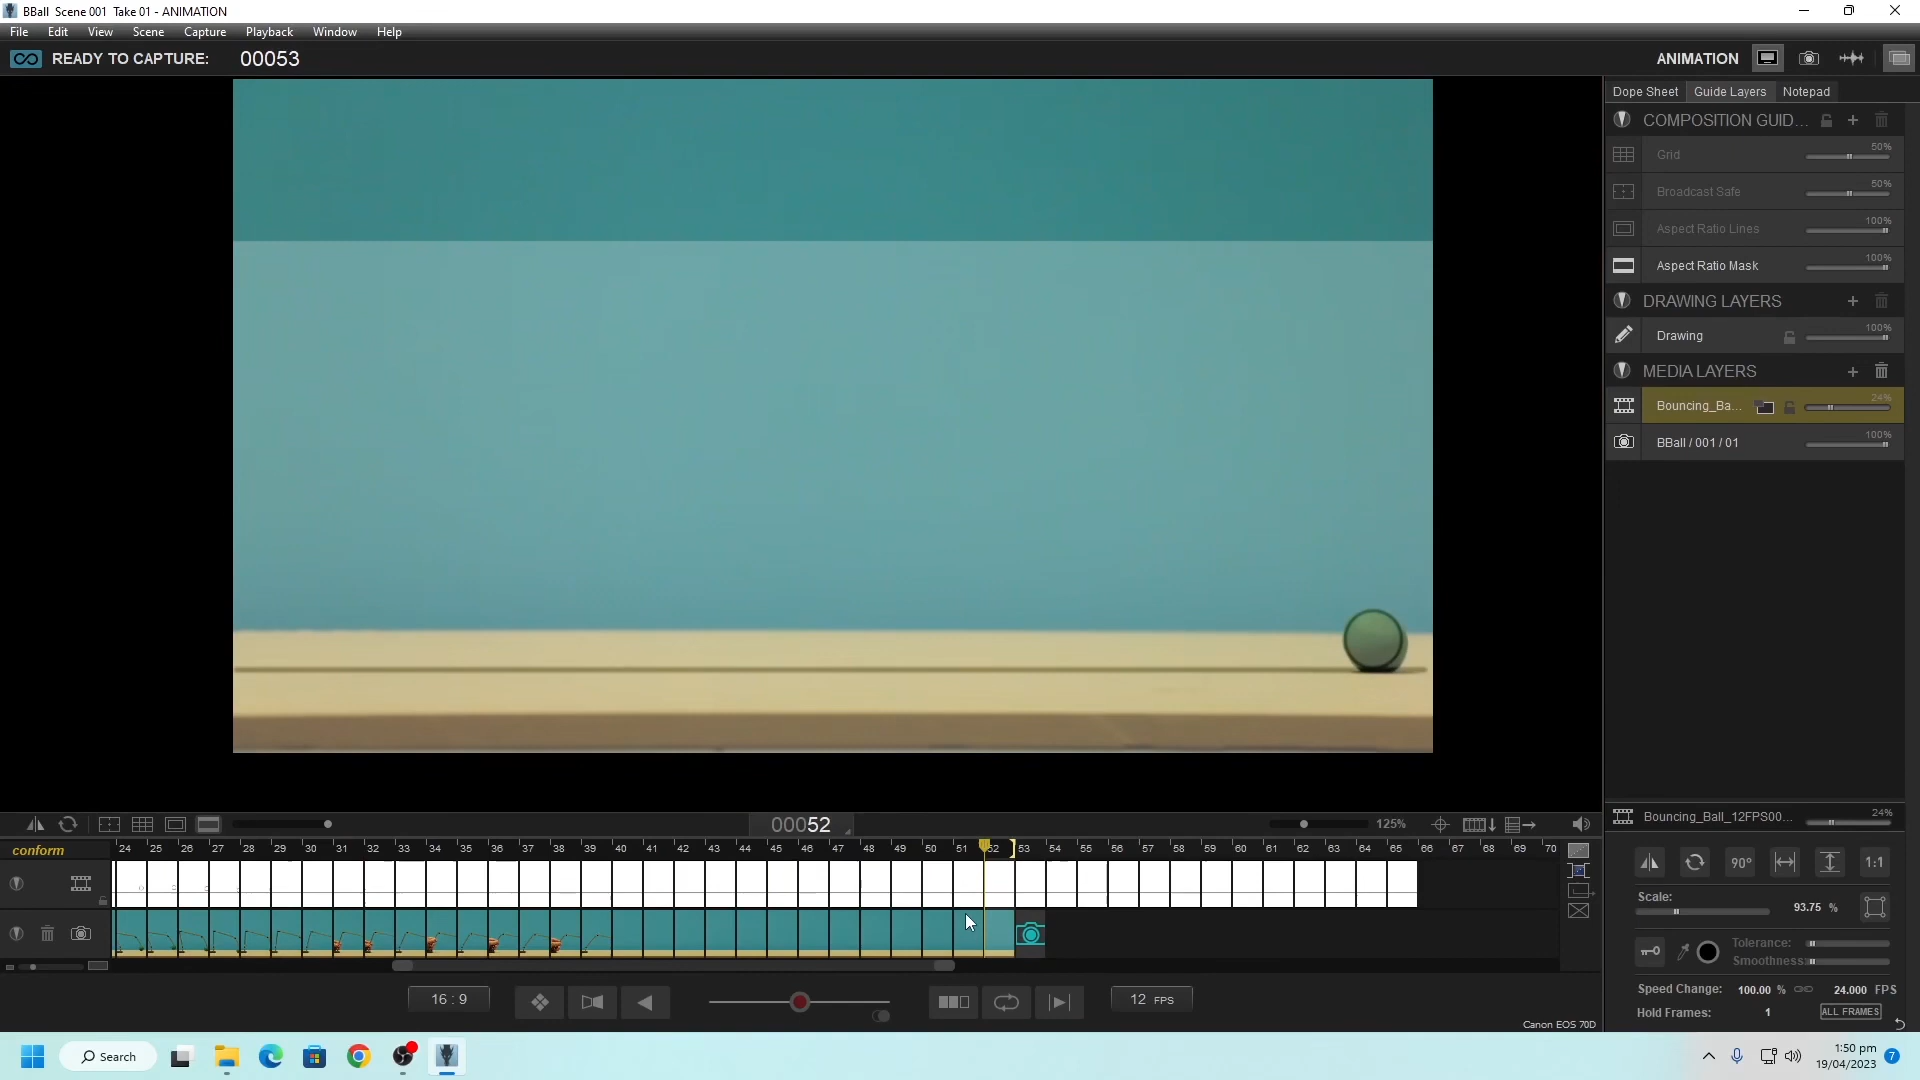 BBall Scene 001 Take 01 - ANIMATION
File Edit View Scene Capture Playback Window Help
READY TO CAPTURE: 00053
ANIMATION
Dope Sheet Guide Layers Notepad
COMPOSITION GUID...
Grid 50%
Broadcast Safe 50%
Aspect Ratio Lines 100%
Aspect Ratio Mask 100%
DRAWING LAYERS
Drawing 100%
MEDIA LAYERS
Bouncing_Ba... 24%
BBall / 001 / 01 100%
Bouncing_Ball_12FPS00... 24%
00052
125%
90° 1:1
conform
24 25 26 27 28 29 30 31 32 33 34 35 36 37 38 39 40 41 42 43 44 45 46 47 48 49 50 51 52 53 54 55 56 57 58 59 60 61 62 63 64 65 66 67 68 69 70
Scale: 93.75 %
Tolerance:
Smoothness:
Speed Change: 100.00 % 24.000 FPS
Hold Frames: 1 ALL FRAMES
16 : 9
12 FPS
Canon EOS 70D
Search
1:50 pm
19/04/2023
7